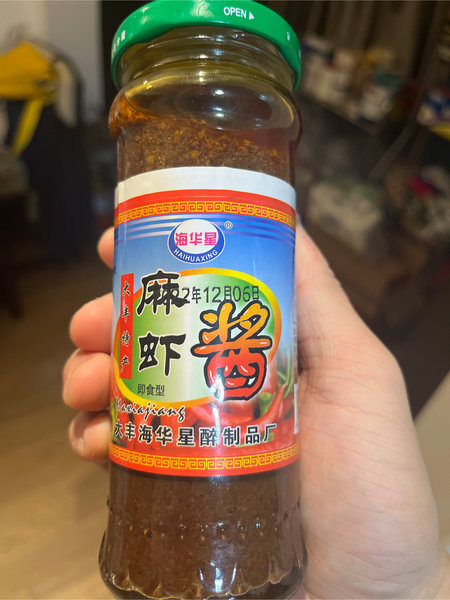 OPEN
海华星
®
HAIHUAXING
大丰特产
麻虾酱
2年12月06日
即食型
Maxiajiang
大丰海华星醉制品厂